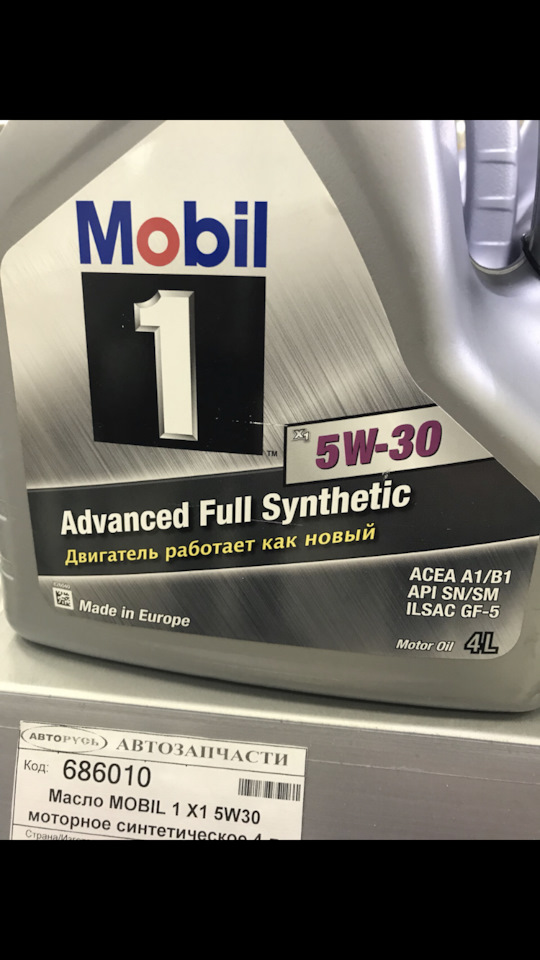 Mobil
1
TM
X1 5W-30
Advanced Full Synthetic
Двигатель работает как новый
ACEA A1/B1
API SN/SM
ILSAC GF-5
Made in Europe
Motor Oil 4L
АВТОРУСЬ АВТОЗАПЧАСТИ
Код: 686010
Масло MOBIL 1 X1 5W30
моторное синтетическое 4